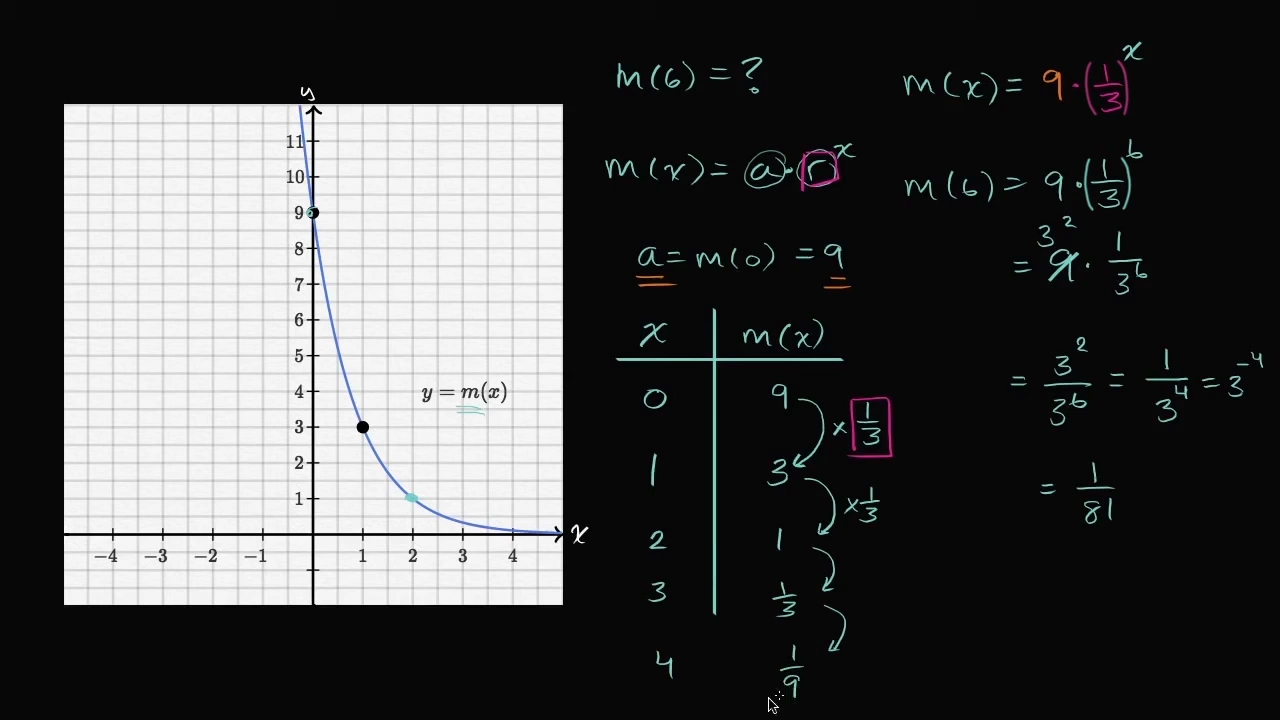 y
11
10
9
8
7
6
5
4
3
2
1
y = m(x)
−4 −3 −2 −1 1 2 3 4 x
m(6) = ?
m(x) = a · r^x
a = m(0) = 9
x m(x)
0 9
× 1/3
1 3
× 1/3
2 1
3 1/3
4 1/9
m(x) = 9 · (1/3)^x
m(6) = 9 · (1/3)^6
3^2
= 9 · 1/3^6
= 3^2/3^6 = 1/3^4 = 3^-4
= 1/81